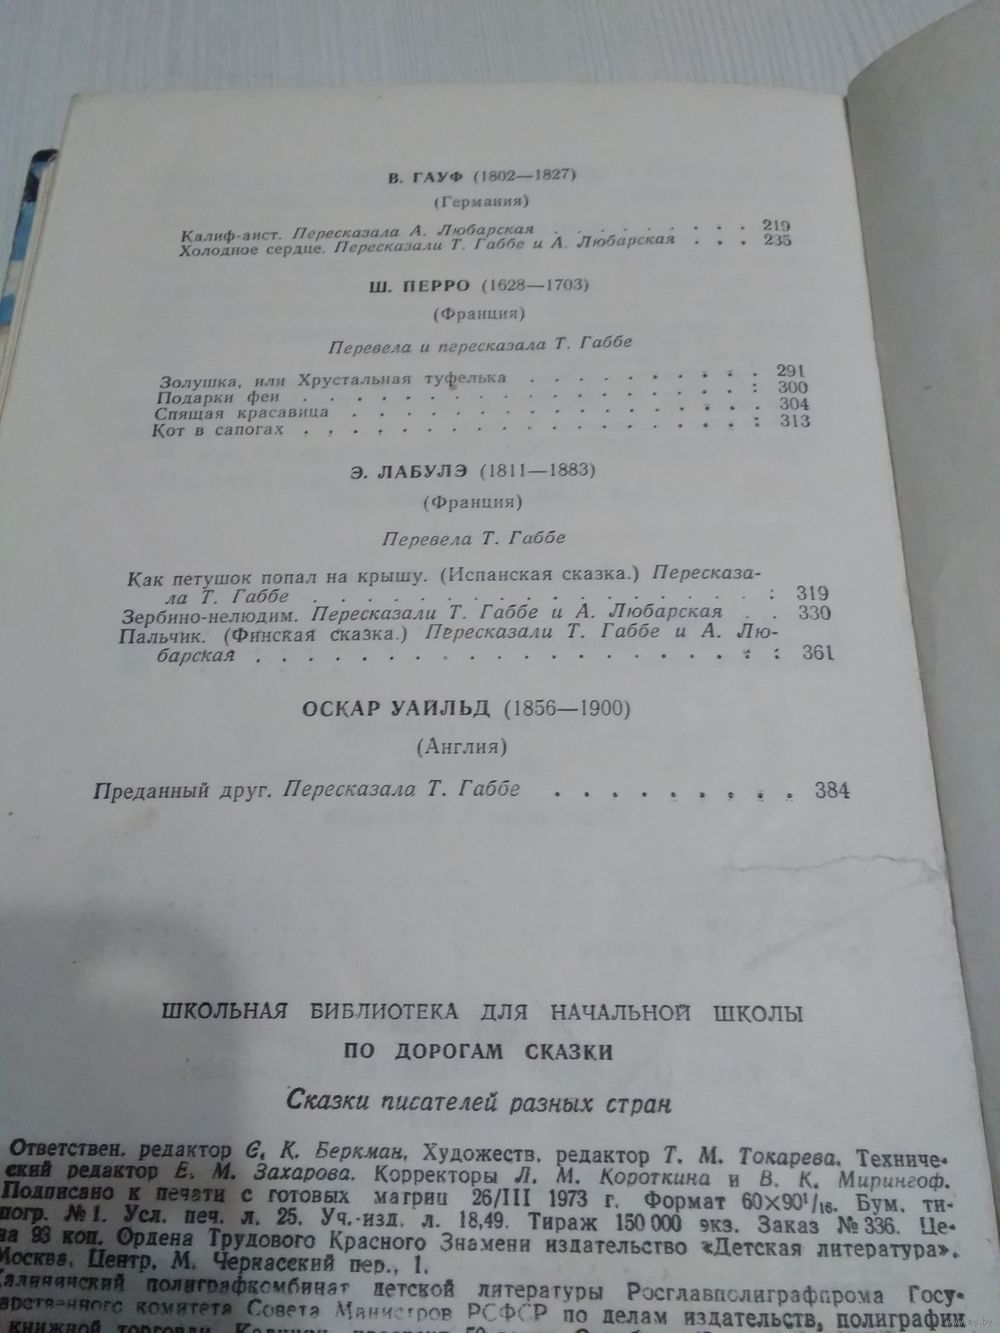 В. ГАУФ (1802—1827)
(Германия)
Калиф-аист. Пересказала А. Любарская . . . . . . . . 219
Холодное сердце. Пересказали Т. Габбе и А. Любарская . . . 235
Ш. ПЕРРО (1628—1703)
(Франция)
Перевела и пересказала Т. Габбе
Золушка, или Хрустальная туфелька . . . . . . . . . . 291
Подарки феи . . . . . . . . . . . . . . . . 300
Спящая красавица . . . . . . . . . . . . . . 304
Кот в сапогах . . . . . . . . . . . . . . . . 313
Э. ЛАБУЛЭ (1811—1883)
(Франция)
Перевела Т. Габбе
Как петушок попал на крышу. (Испанская сказка.) Пересказа-
ла Т. Габбе . . . . . . . . . . . . . . . 319
Зербино-нелюдим. Пересказали Т. Габбе и А. Любарская . . 330
Пальчик. (Финская сказка.) Пересказали Т. Габбе и А. Лю-
барская . . . . . . . . . . . . . . . . 361
ОСКАР УАЙЛЬД (1856—1900)
(Англия)
Преданный друг. Пересказала Т. Габбе . . . . . . . . . 384
ШКОЛЬНАЯ БИБЛИОТЕКА ДЛЯ НАЧАЛЬНОЙ ШКОЛЫ
ПО ДОРОГАМ СКАЗКИ
Сказки писателей разных стран
Ответствен. редактор С. К. Беркман. Художеств. редактор Т. М. Токарева. Техниче-
ский редактор Е. М. Захарова. Корректоры Л. М. Короткина и В. К. Мирингоф.
Подписано к печати с готовых матриц 26/III 1973 г. Формат 60×90 1/16. Бум. ти-
погр. № 1. Усл. печ. л. 25. Уч.-изд. л. 18,49. Тираж 150 000 экз. Заказ № 336. Це-
на 93 коп. Ордена Трудового Красного Знамени издательство «Детская литература».
Москва, Центр, М. Черкасский пер., 1.
Калининский полиграфкомбинат детской литературы Росглавполиграфпрома Госу-
дарственного комитета Совета Министров РСФСР по делам издательств, полиграфии
книжной торговли.